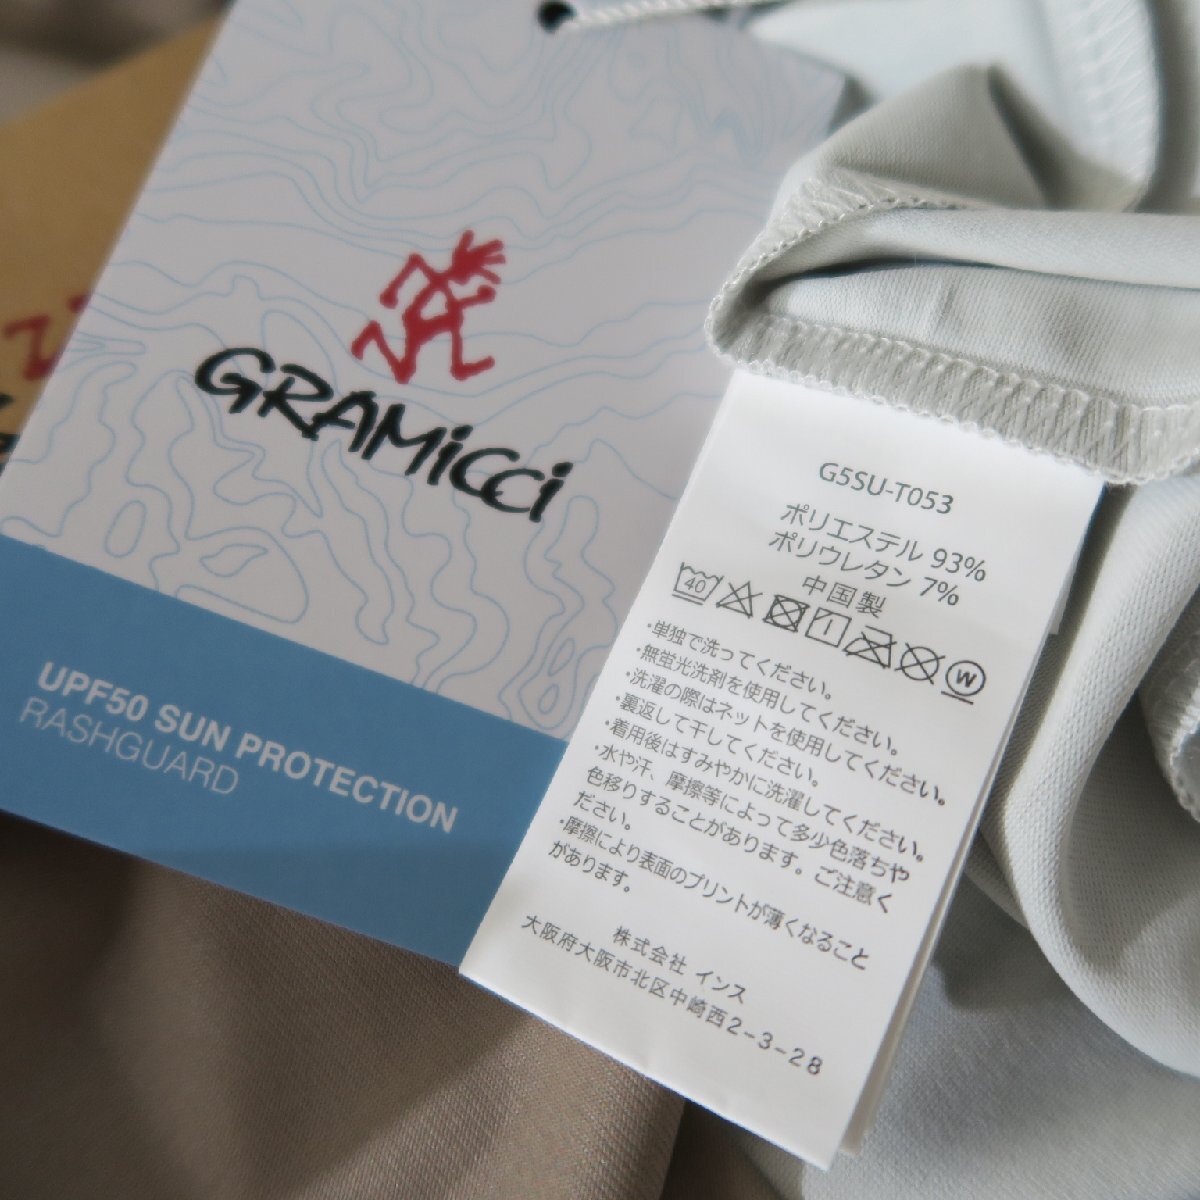 GRAMiCCi
UPF50 SUN PROTECTION
RASHGUARD
G5SU-T053
ポリエステル 93%
ポリウレタン 7%
中国製
40
W
・単独で洗ってください。
・無蛍光洗剤を使用してください。
・洗濯の際はネットを使用してください。
・裏返して干してください。
・着用後はすみやかに洗濯してください。
・水や汗、摩擦等によって多少色落ちや
色移りすることがあります。ご注意く
ださい。
・摩擦により表面のプリントが薄くなること
があります。
株式会社 インス
大阪府大阪市北区中崎西2-3-28